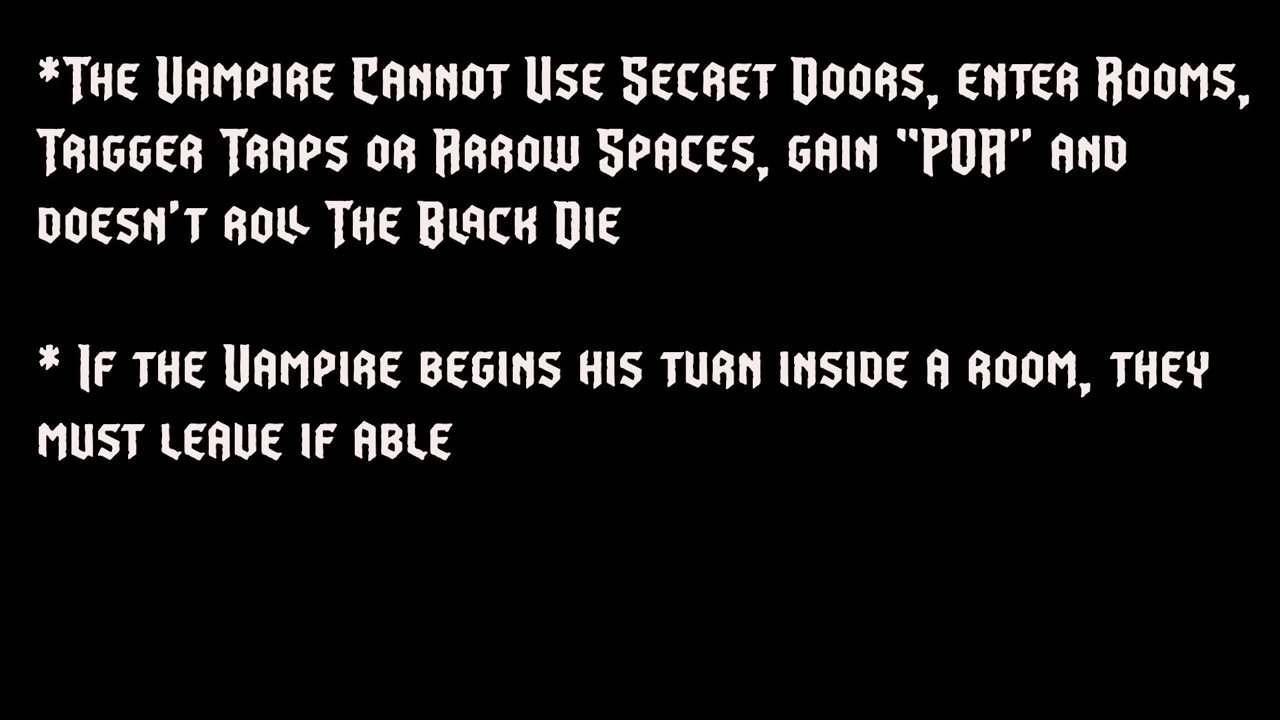 *The Vampire Cannot Use Secret Doors, enter Rooms,
Trigger Traps or Arrow Spaces, gain “POA” and
doesn't roll The Black Die
* If the Vampire begins his turn inside a room, they
must leave if able